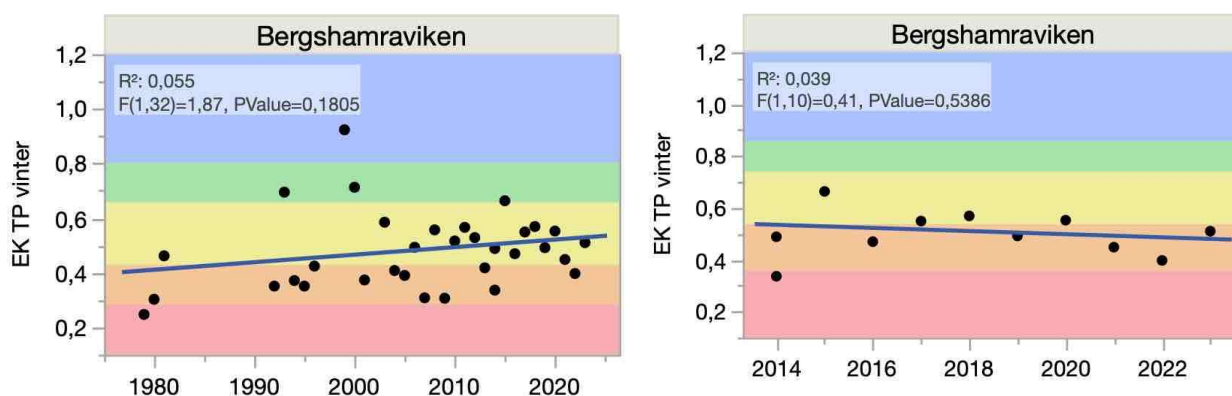 Bergshamraviken
R²: 0,055
F(1,32)=1,87, PValue=0,1805
EK TP vinter
1,2
1,0
0,8
0,6
0,4
0,2
1980 1990 2000 2010 2020
Bergshamraviken
R²: 0,039
F(1,10)=0,41, PValue=0,5386
EK TP vinter
1,2
1,0
0,8
0,6
0,4
0,2
2014 2016 2018 2020 2022